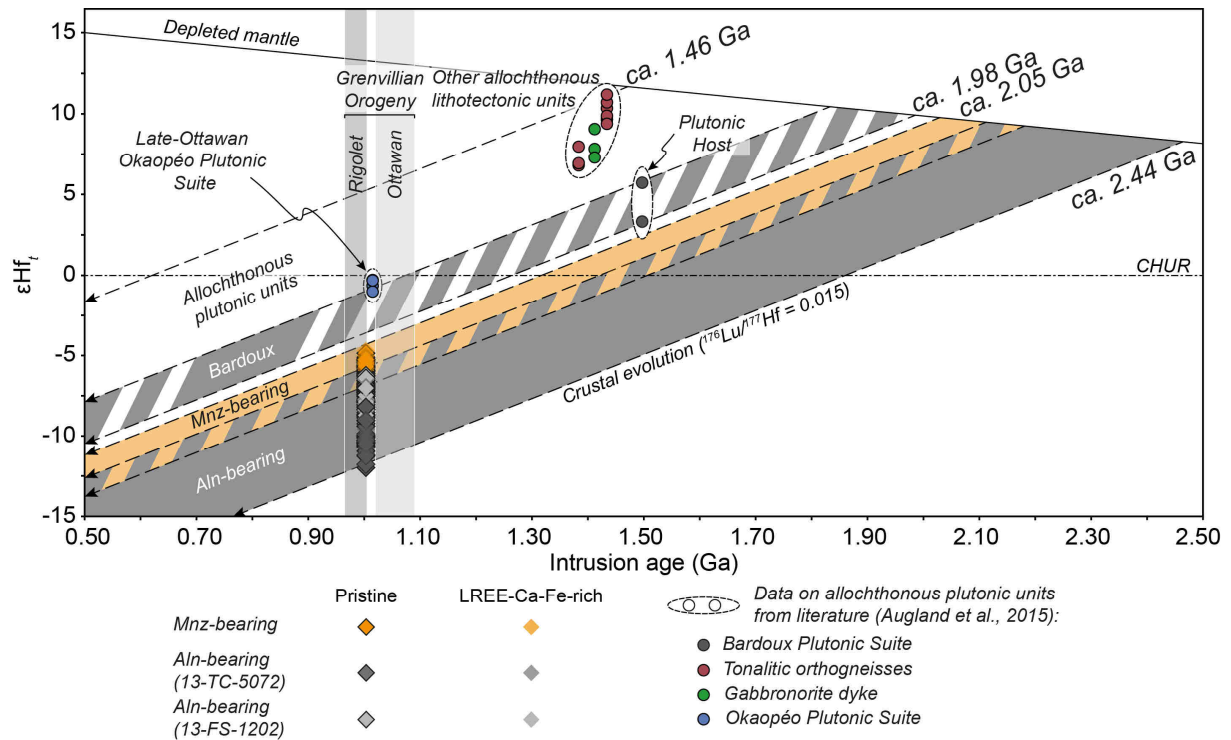 15
10
5
0
-5
-10
-15
εHft
Depleted mantle
Grenvillian
Orogeny
Rigolet
Ottawan
Other allochthonous
lithotectonic units
ca. 1.46 Ga
ca. 1.98 Ga
ca. 2.05 Ga
ca. 2.44 Ga
Late-Ottawan
Okaopéo Plutonic
Suite
Plutonic
Host
CHUR
Allochthonous
plutonic units
Bardoux
Mnz-bearing
Aln-bearing
Crustal evolution (¹⁷⁶Lu/¹⁷⁷Hf = 0.015)
0.50 0.70 0.90 1.10 1.30 1.50 1.70 1.90 2.10 2.30 2.50
Intrusion age (Ga)
Pristine LREE-Ca-Fe-rich
Mnz-bearing
Aln-bearing
(13-TC-5072)
Aln-bearing
(13-FS-1202)
Data on allochthonous plutonic units
from literature (Augland et al., 2015):
Bardoux Plutonic Suite
Tonalitic orthogneisses
Gabbronorite dyke
Okaopéo Plutonic Suite